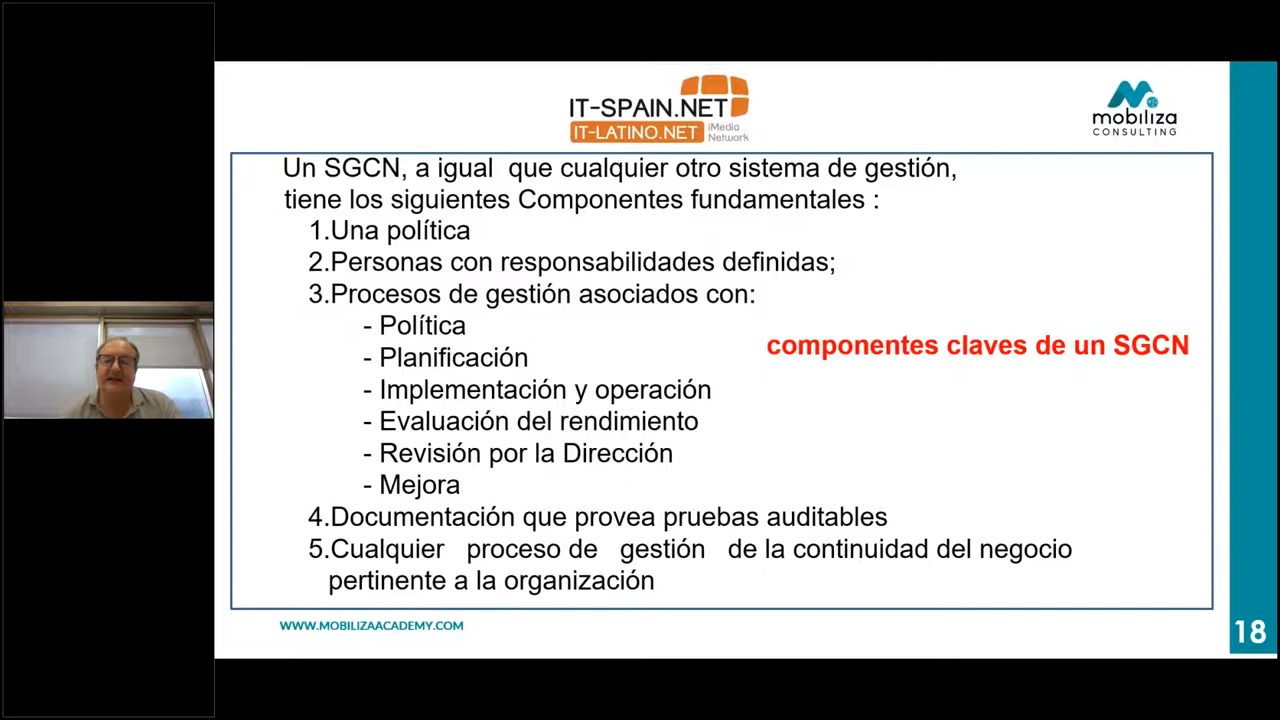 IT-SPAIN.NET
IT-LATINO.NET
iMedia
Network
mobiliza
CONSULTING
Un SGCN, a igual que cualquier otro sistema de gestión,
tiene los siguientes Componentes fundamentales :
1.Una política
2.Personas con responsabilidades definidas;
3.Procesos de gestión asociados con:
- Política
- Planificación
- Implementación y operación
- Evaluación del rendimiento
- Revisión por la Dirección
- Mejora
componentes claves de un SGCN
4.Documentación que provea pruebas auditables
5.Cualquier proceso de gestión de la continuidad del negocio
pertinente a la organización
WWW.MOBILIZAACADEMY.COM
18